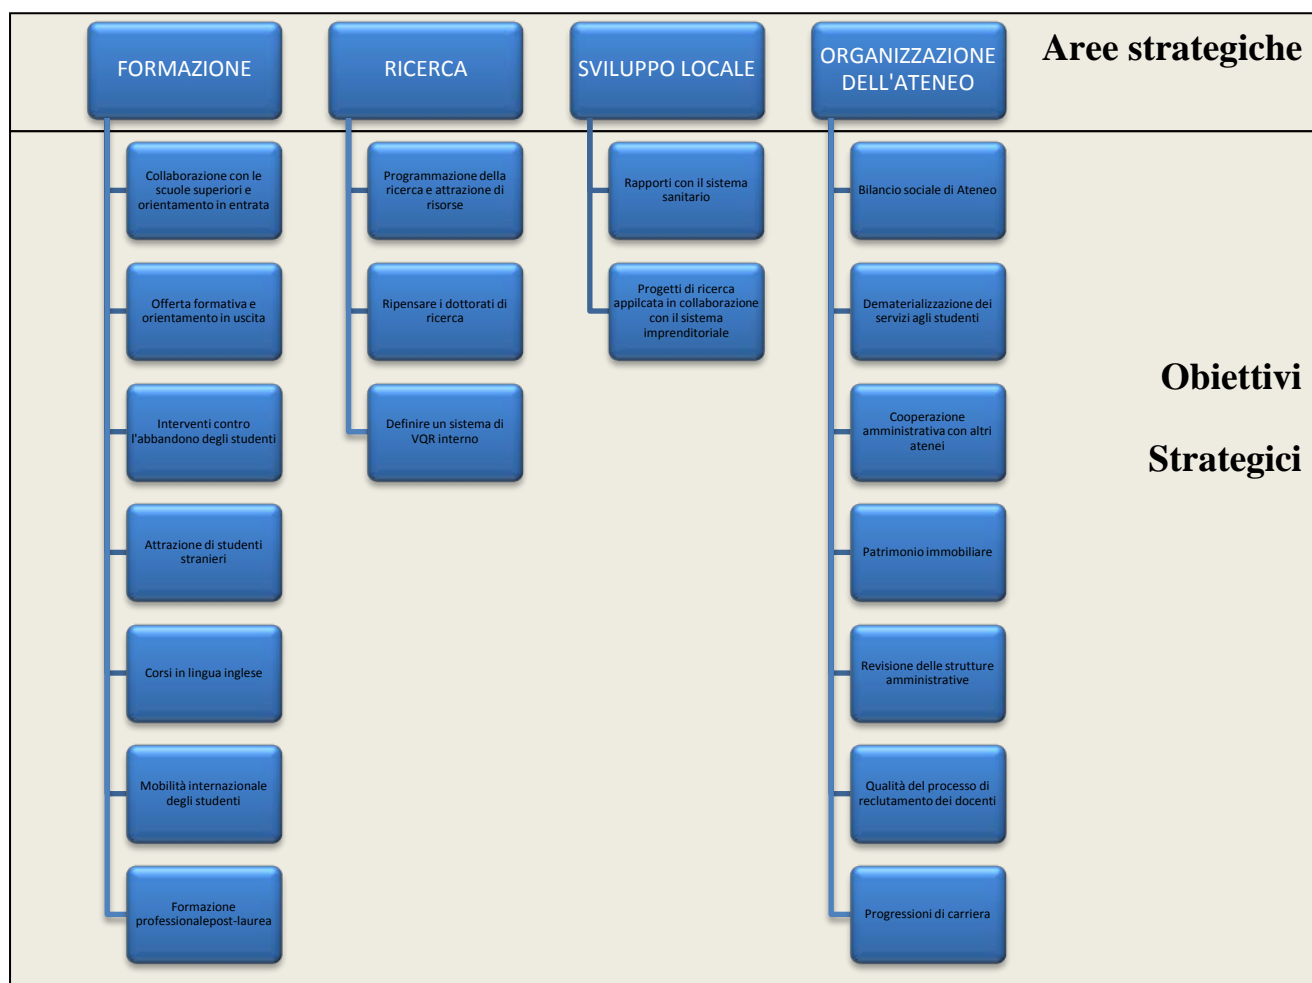 FORMAZIONE
RICERCA
SVILUPPO LOCALE
ORGANIZZAZIONE
DELL'ATENEO
Aree strategiche
Collaborazione con le
scuole superiori e
orientamento in entrata
Offerta formativa e
orientamento in uscita
Interventi contro
l'abbandono degli studenti
Attrazione di studenti
stranieri
Corsi in lingua inglese
Mobilità internazionale
degli studenti
Formazione
professionalepost-laurea
Programmazione della
ricerca e attrazione di
risorse
Ripensare i dottorati di
ricerca
Definire un sistema di
VQR interno
Rapporti con il sistema
sanitario
Progetti di ricerca
appilcata in collaborazione
con il sistema
imprenditoriale
Bilancio sociale di Ateneo
Dematerializzazione dei
servizi agli studenti
Cooperazione
amministrativa con altri
atenei
Patrimonio immobiliare
Revisione delle strutture
amministrative
Qualità del processo di
reclutamento dei docenti
Progressioni di carriera
Obiettivi
Strategici